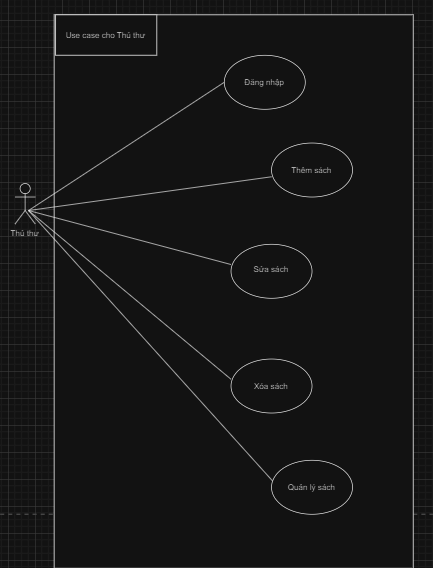 Use case cho Thủ thư
Đăng nhập
Thêm sách
Thủ thư
Sửa sách
Xóa sách
Quản lý sách